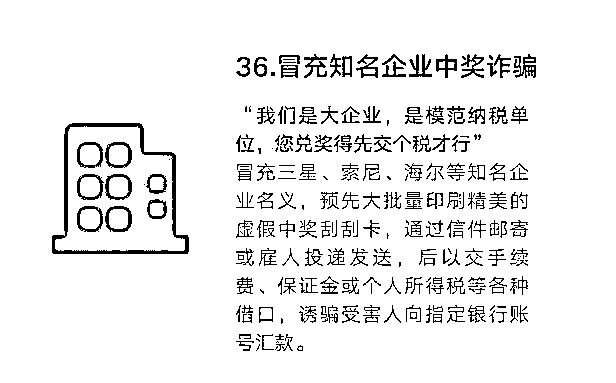 36.冒充知名企业中奖诈骗
“我们是大企业，是模范纳税单
位，您兑奖得先交个税才行”
冒充三星、索尼、海尔等知名企
业名义，预先大批量印刷精美的
虚假中奖刮刮卡，通过信件邮寄
或雇人投递发送，后以交手续
费、保证金或个人所得税等各种
借口，诱骗受害人向指定银行账
号汇款。